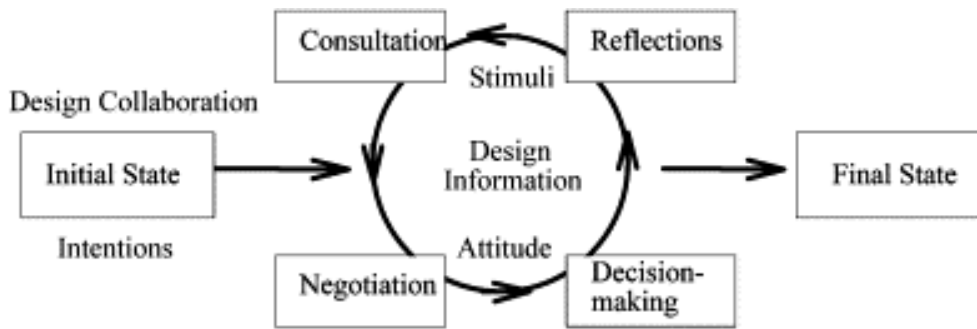 Consultation
Reflections
Stimuli
Design Collaboration
Initial State
Design
Information
Final State
Intentions
Attitude
Negotiation
Decision-
making